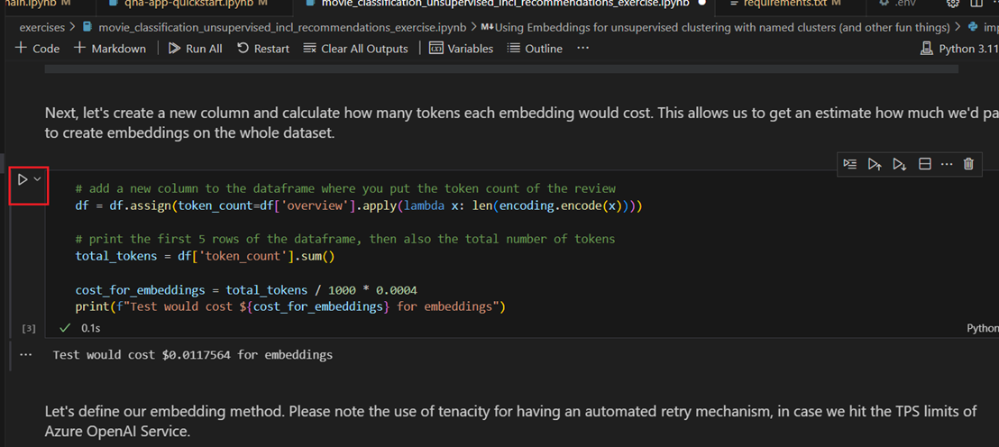 nain.ipynb M qna-app-quickstart.ipynb M movie_classification_unsupervised_incl_recommendations_exercise.ipynb requirements.txt M .env
exercises > movie_classification_unsupervised_incl_recommendations_exercise.ipynb > M↓Using Embeddings for unsupervised clustering with named clusters (and other fun things) > imp
+ Code + Markdown Run All Restart Clear All Outputs Variables Outline ··· Python 3.11
Next, let's create a new column and calculate how many tokens each embedding would cost. This allows us to get an estimate how much we'd pa
to create embeddings on the whole dataset.
# add a new column to the dataframe where you put the token count of the review
df = df.assign(token_count=df['overview'].apply(lambda x: len(encoding.encode(x))))
# print the first 5 rows of the dataframe, then also the total number of tokens
total_tokens = df['token_count'].sum()
cost_for_embeddings = total_tokens / 1000 * 0.0004
print(f"Test would cost ${cost_for_embeddings} for embeddings")
[3] ✓ 0.1s Python
··· Test would cost $0.0117564 for embeddings
Let's define our embedding method. Please note the use of tenacity for having an automated retry mechanism, in case we hit the TPS limits of
Azure OpenAI Service.